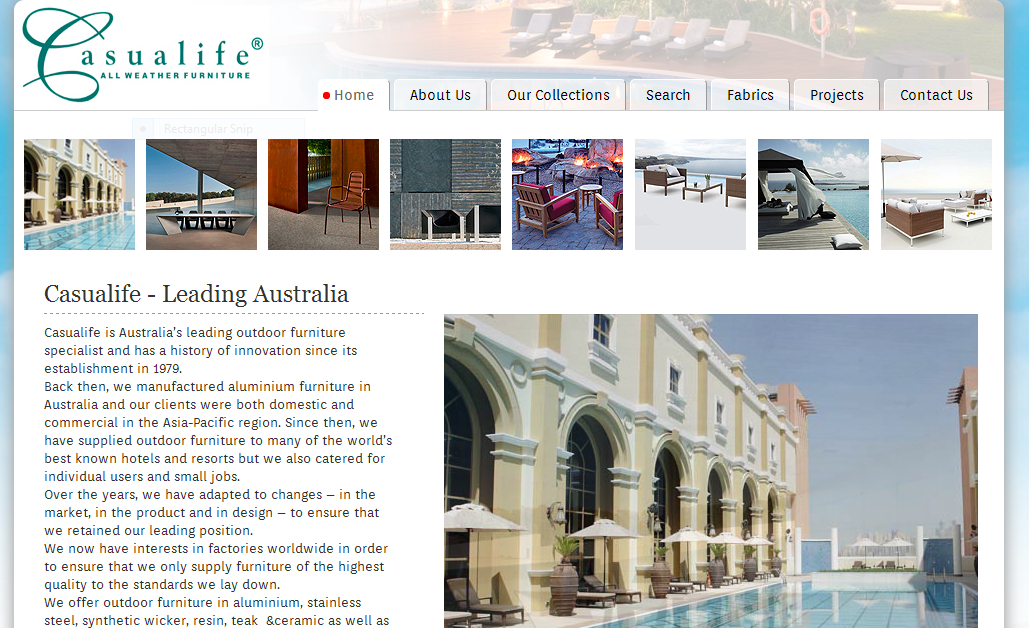 Casualife®
ALL WEATHER FURNITURE
Home
About Us
Our Collections
Search
Fabrics
Projects
Contact Us
Rectangular Snip
Casualife - Leading Australia
Casualife is Australia's leading outdoor furniture
specialist and has a history of innovation since its
establishment in 1979.
Back then, we manufactured aluminium furniture in
Australia and our clients were both domestic and
commercial in the Asia-Pacific region. Since then, we
have supplied outdoor furniture to many of the world's
best known hotels and resorts but we also catered for
individual users and small jobs.
Over the years, we have adapted to changes – in the
market, in the product and in design – to ensure that
we retained our leading position.
We now have interests in factories worldwide in order
to ensure that we only supply furniture of the highest
quality to the standards we lay down.
We offer outdoor furniture in aluminium, stainless
steel, synthetic wicker, resin, teak &ceramic as well as